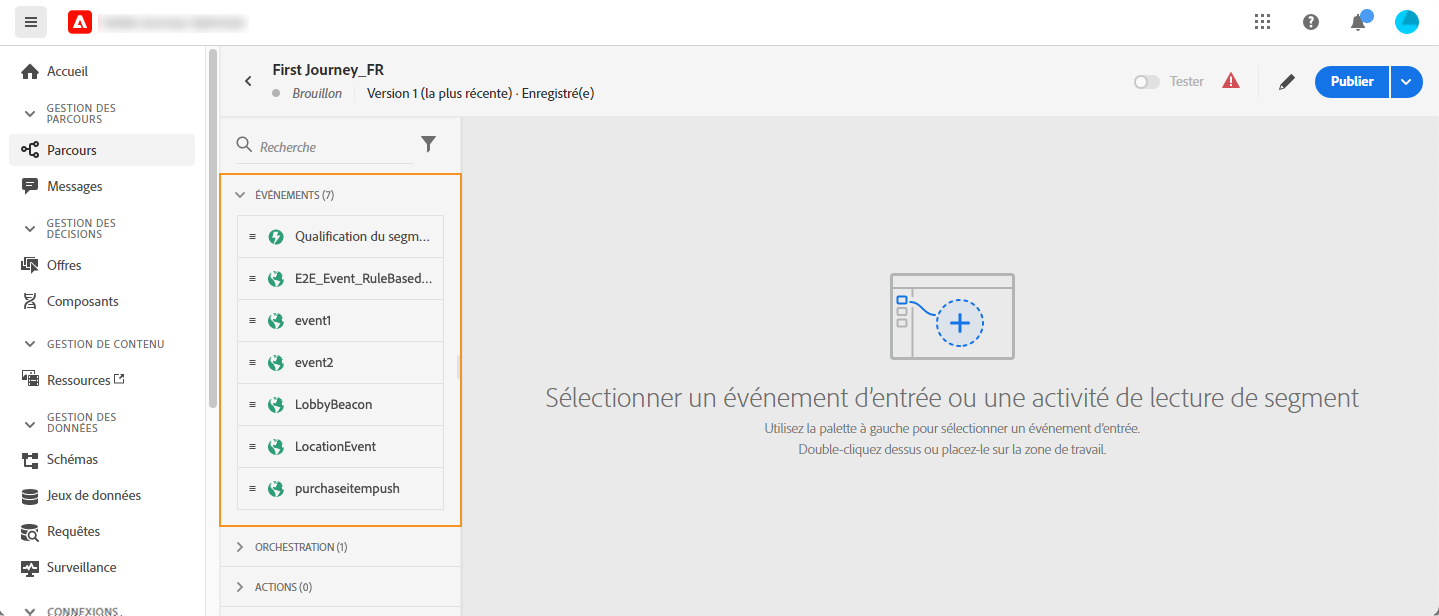 Accueil
GESTION DES
PARCOURS
Parcours
Messages
GESTION DES
DÉCISIONS
Offres
Composants
GESTION DE CONTENU
Ressources
GESTION DES
DONNÉES
Schémas
Jeux de données
Requêtes
Surveillance
CONNEXIONS
First Journey_FR
Brouillon
Version 1 (la plus récente) · Enregistré(e)
Tester
Publier
Recherche
ÉVÉNEMENTS (7)
Qualification du segm...
E2E_Event_RuleBased...
event1
event2
LobbyBeacon
LocationEvent
purchaseitempush
ORCHESTRATION (1)
ACTIONS (0)
Sélectionner un événement d’entrée ou une activité de lecture de segment
Utilisez la palette à gauche pour sélectionner un événement d’entrée.
Double-cliquez dessus ou placez-le sur la zone de travail.